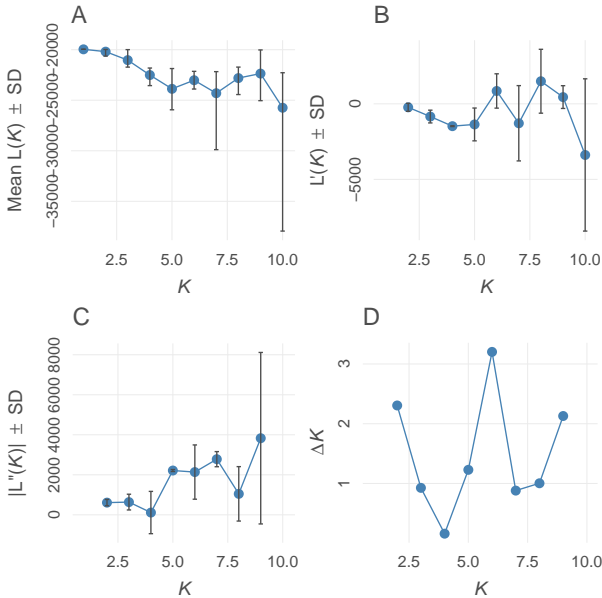 A
Mean L(K) ± SD
−20000
−25000
−30000
−35000
2.5 5.0 7.5 10.0
K
B
L'(K) ± SD
0
−5000
2.5 5.0 7.5 10.0
K
C
|L"(K)| ± SD
8000
6000
4000
2000
0
2.5 5.0 7.5 10.0
K
D
ΔK
3
2
1
2.5 5.0 7.5 10.0
K